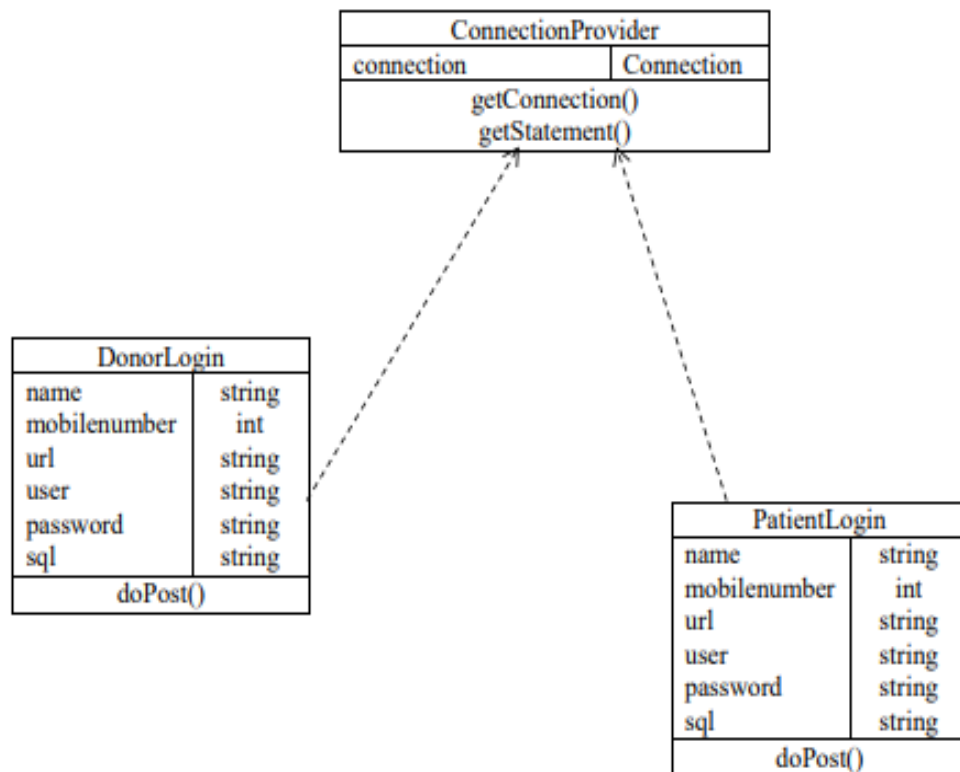 ConnectionProvider
connection Connection
getConnection()
getStatement()
DonorLogin
name string
mobilenumber int
url string
user string
password string
sql string
doPost()
PatientLogin
name string
mobilenumber int
url string
user string
password string
sql string
doPost()